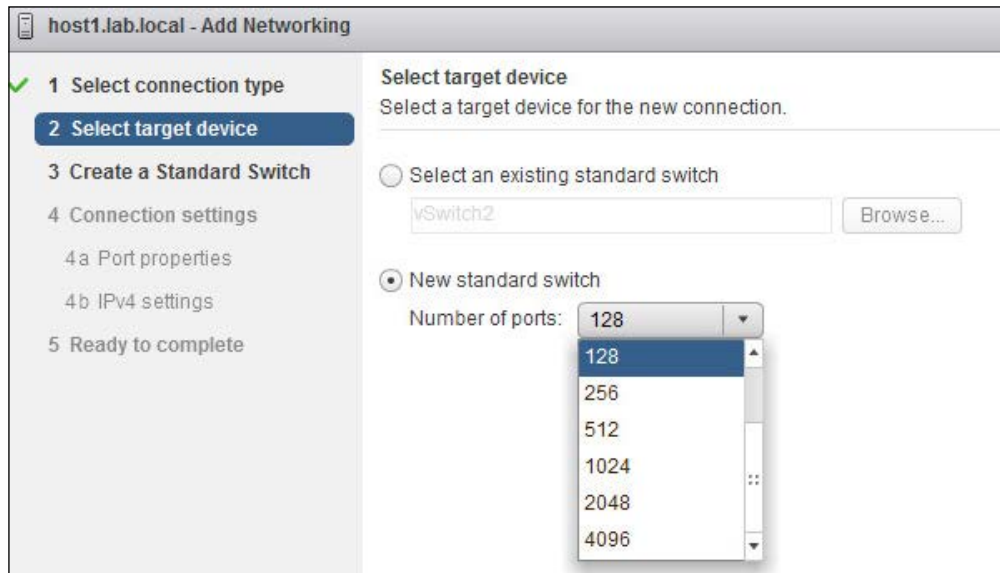 host1.lab.local - Add Networking
1 Select connection type
2 Select target device
3 Create a Standard Switch
4 Connection settings
4a Port properties
4b IPv4 settings
5 Ready to complete
Select target device
Select a target device for the new connection.
Select an existing standard switch
vSwitch2
Browse...
New standard switch
Number of ports: 128
128
256
512
1024
2048
4096